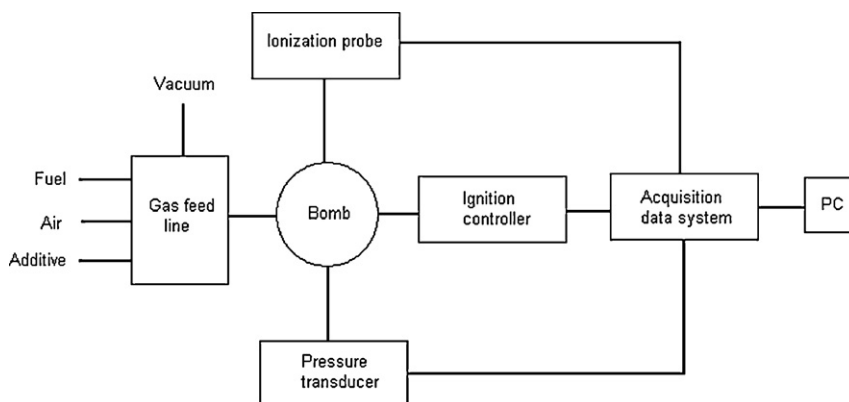 Ionization probe
Vacuum
Fuel
Air
Additive
Gas feed
line
Bomb
Ignition
controller
Acquisition
data system
PC
Pressure
transducer